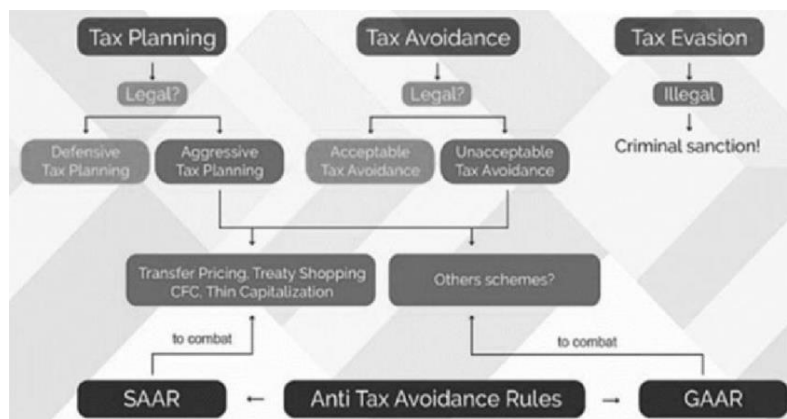 Tax Planning
Tax Avoidance
Tax Evasion
Legal?
Legal?
Illegal
Defensive
Tax Planning
Aggressive
Tax Planning
Acceptable
Tax Avoidance
Unacceptable
Tax Avoidance
Criminal sanction!
Transfer Pricing, Treaty Shopping
CFC, Thin Capitalization
Others schemes?
to combat
to combat
SAAR
Anti Tax Avoidance Rules
GAAR